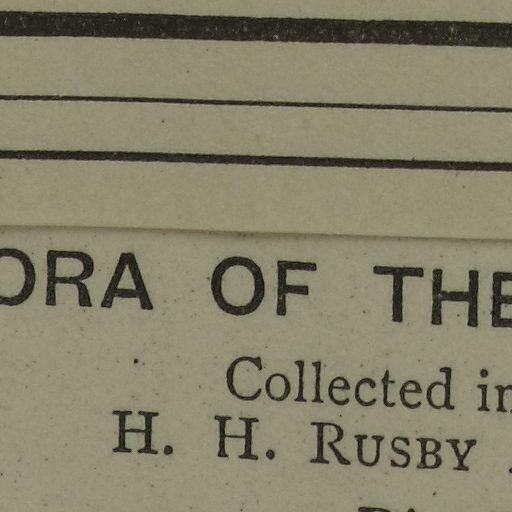 ORA OF THE
Collected in
H. H. RUSBY